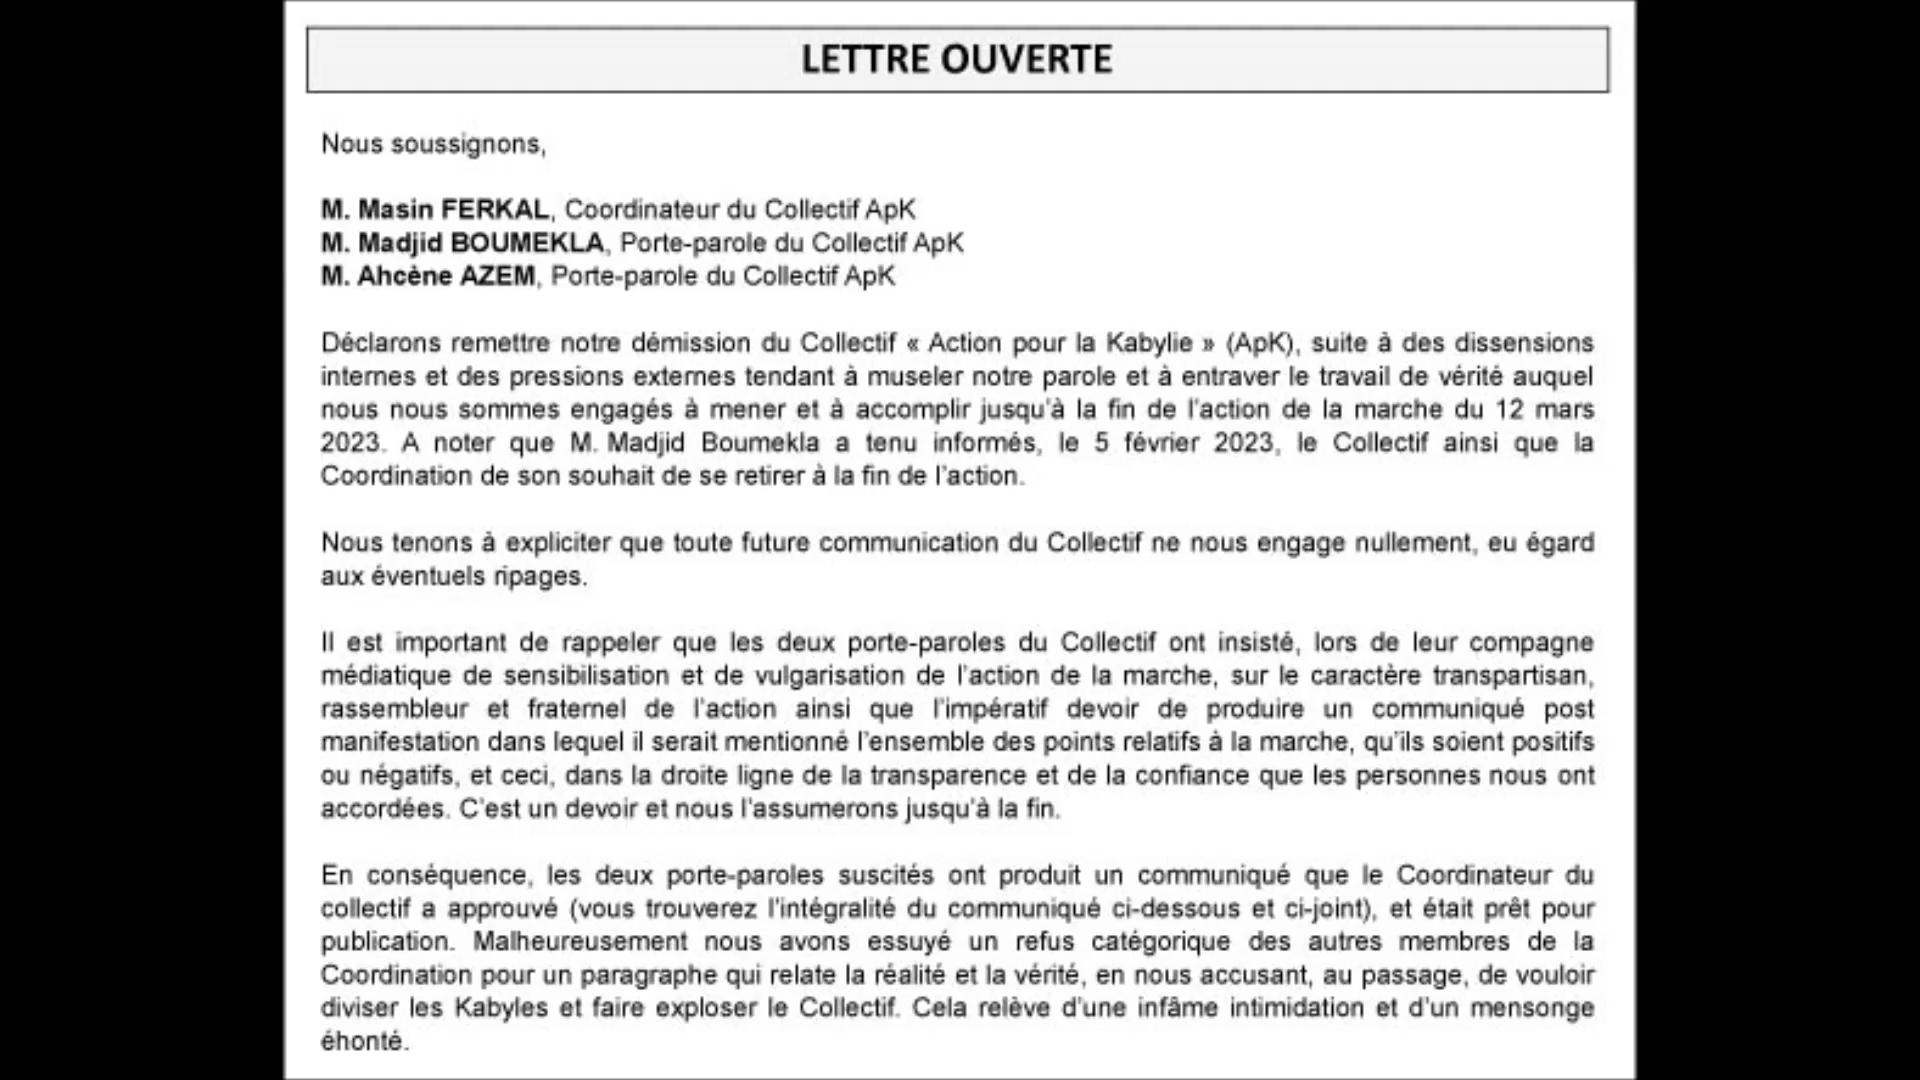 LETTRE OUVERTE
Nous soussignons,
M. Masin FERKAL, Coordinateur du Collectif ApK
M. Madjid BOUMEKLA, Porte-parole du Collectif ApK
M. Ahcène AZEM, Porte-parole du Collectif ApK
Déclarons remettre notre démission du Collectif « Action pour la Kabylie » (ApK), suite à des dissensions
internes et des pressions externes tendant à museler notre parole et à entraver le travail de vérité auquel
nous nous sommes engagés à mener et à accomplir jusqu'à la fin de l'action de la marche du 12 mars
2023. A noter que M. Madjid Boumekla a tenu informés, le 5 février 2023, le Collectif ainsi que la
Coordination de son souhait de se retirer à la fin de l'action.
Nous tenons à expliciter que toute future communication du Collectif ne nous engage nullement, eu égard
aux éventuels ripages.
Il est important de rappeler que les deux porte-paroles du Collectif ont insisté, lors de leur compagne
médiatique de sensibilisation et de vulgarisation de l'action de la marche, sur le caractère transpartisan,
rassembleur et fraternel de l'action ainsi que l'impératif devoir de produire un communiqué post
manifestation dans lequel il serait mentionné l'ensemble des points relatifs à la marche, qu'ils soient positifs
ou négatifs, et ceci, dans la droite ligne de la transparence et de la confiance que les personnes nous ont
accordées. C'est un devoir et nous l'assumerons jusqu'à la fin.
En conséquence, les deux porte-paroles suscités ont produit un communiqué que le Coordinateur du
collectif a approuvé (vous trouverez l'intégralité du communiqué ci-dessous et ci-joint), et était prêt pour
publication. Malheureusement nous avons essuyé un refus catégorique des autres membres de la
Coordination pour un paragraphe qui relate la réalité et la vérité, en nous accusant, au passage, de vouloir
diviser les Kabyles et faire exploser le Collectif. Cela relève d'une infâme intimidation et d'un mensonge
éhonté.